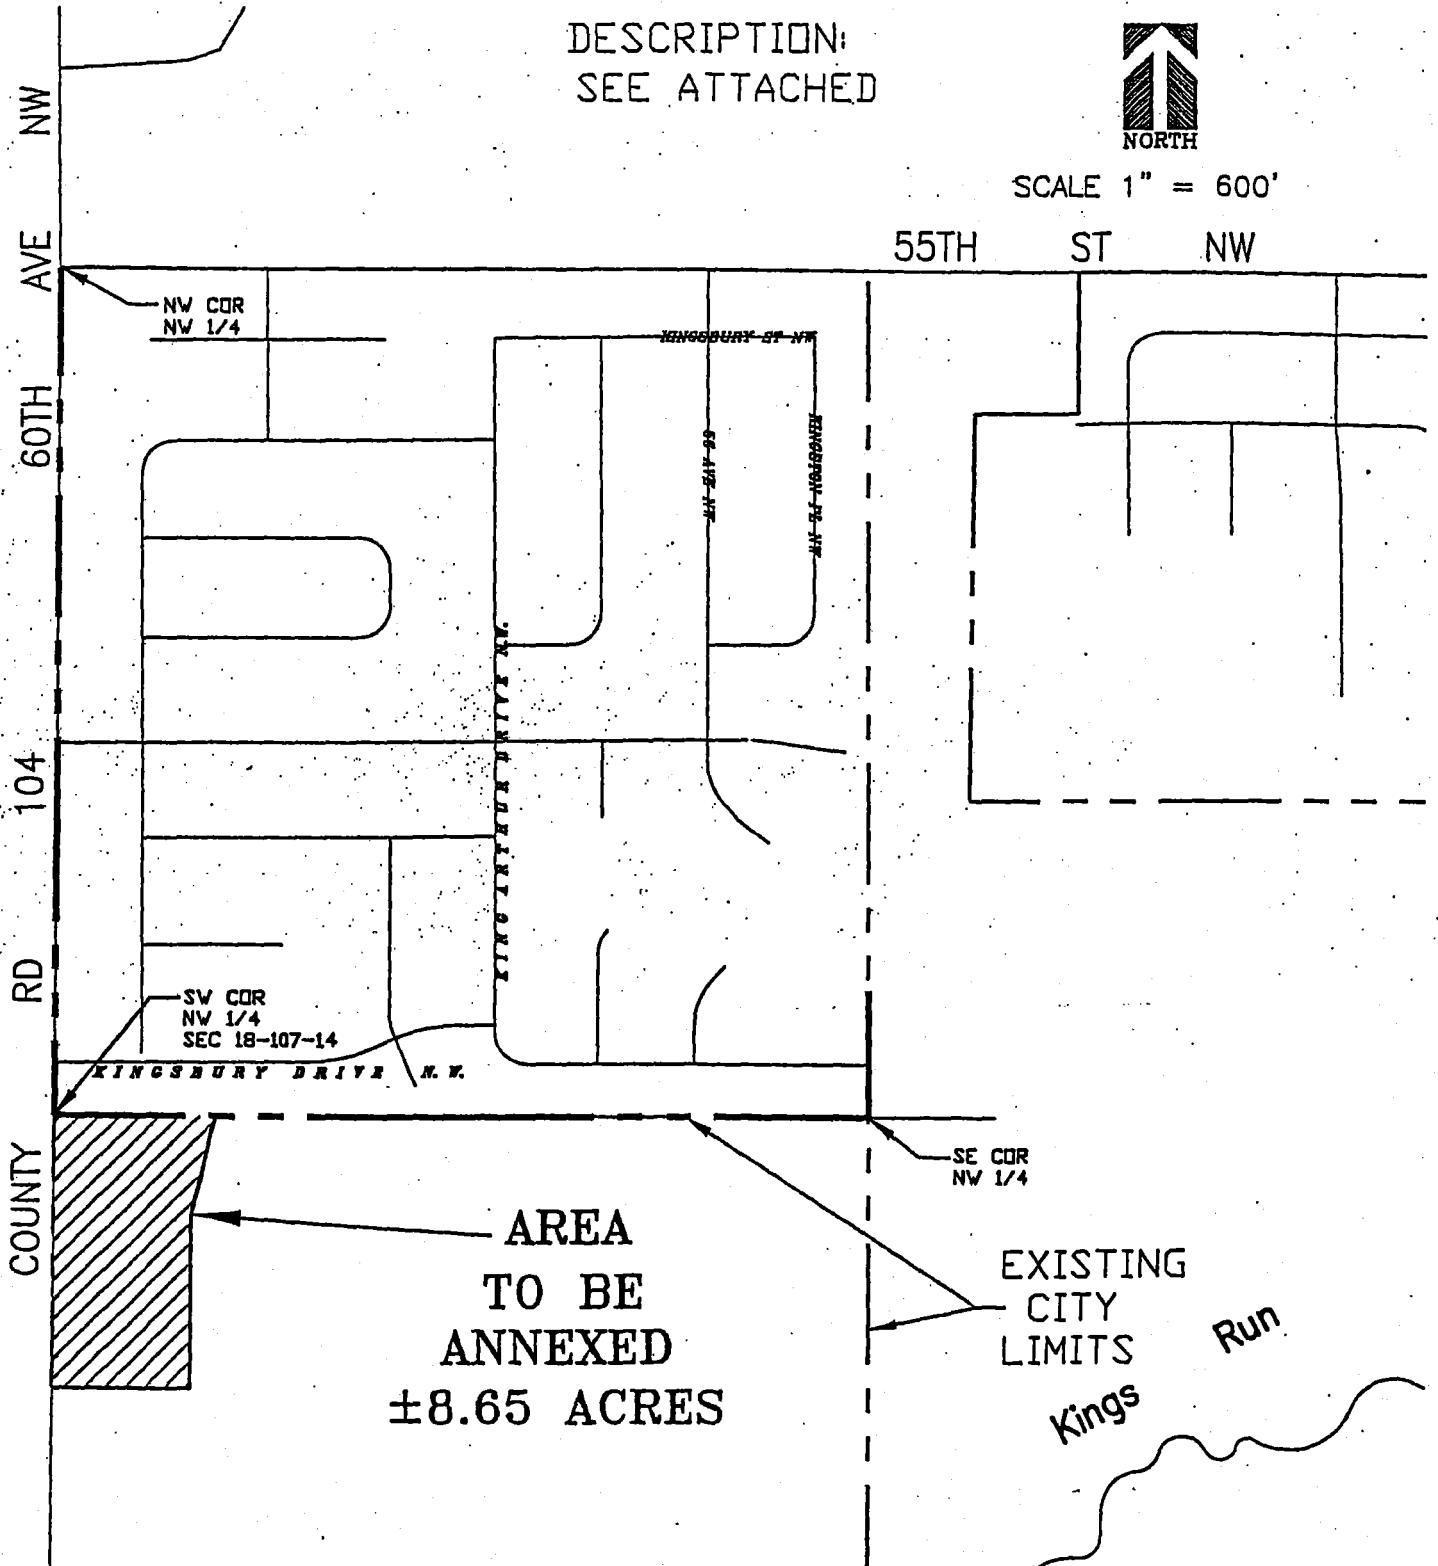 DESCRIPTION:
SEE ATTACHED
NORTH
SCALE 1" = 600'
55TH ST NW
COUNTY RD 104 60TH AVE NW
NW COR
NW 1/4
KINGSBURY ST NW
56 AVE NW
KINGSTON PL NW
KING ARTHUR DRIVE N.W.
SW COR
NW 1/4
SEC 18-107-14
KINGSBURY DRIVE N.W.
SE COR
NW 1/4
AREA
TO BE
ANNEXED
±8.65 ACRES
EXISTING
CITY
LIMITS
Kings Run